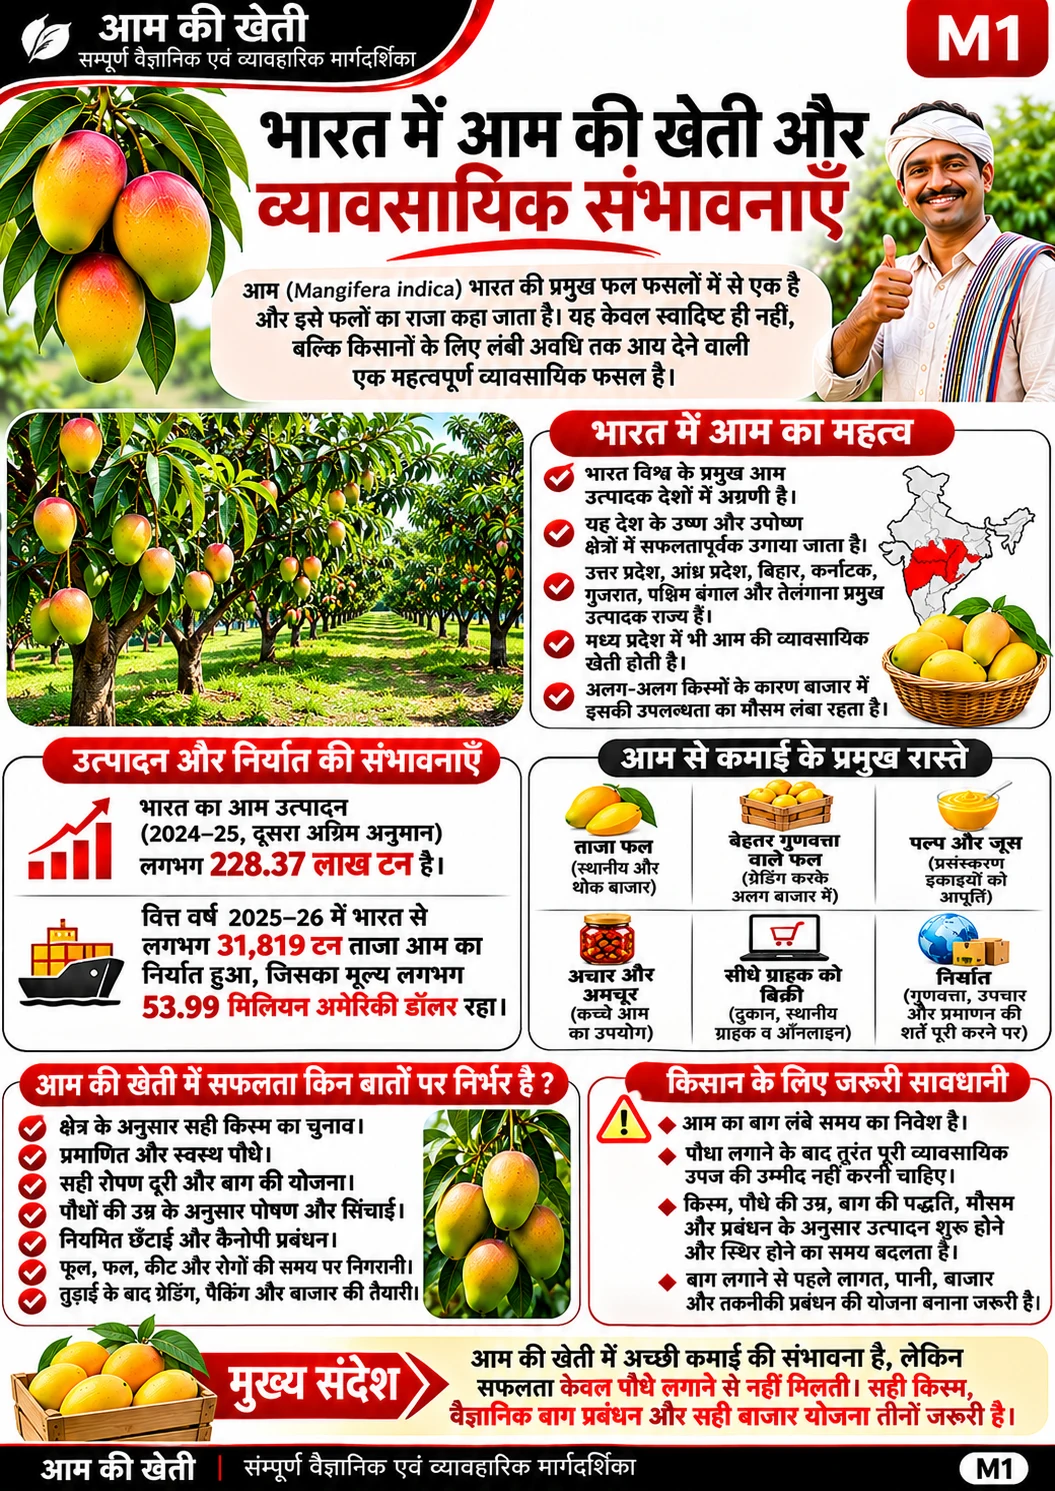 आम की खेती
सम्पूर्ण वैज्ञानिक एवं व्यावहारिक मार्गदर्शिका
M1
भारत में आम की खेती और
व्यावसायिक संभावनाएँ
आम (Mangifera indica) भारत की प्रमुख फल फसलों में से एक है
और इसे फलों का राजा कहा जाता है। यह केवल स्वादिष्ट ही नहीं,
बल्कि किसानों के लिए लंबी अवधि तक आय देने वाली
एक महत्वपूर्ण व्यावसायिक फसल है।
भारत में आम का महत्व
भारत विश्व के प्रमुख आम
उत्पादक देशों में अग्रणी है।
यह देश के उष्ण और उपोष्ण
क्षेत्रों में सफलतापूर्वक उगाया जाता है।
उत्तर प्रदेश, आंध्र प्रदेश, बिहार, कर्नाटक,
गुजरात, पश्चिम बंगाल और तेलंगाना प्रमुख
उत्पादक राज्य हैं।
मध्य प्रदेश में भी आम की व्यावसायिक
खेती होती है।
अलग-अलग किस्मों के कारण बाजार में
इसकी उपलब्धता का मौसम लंबा रहता है।
उत्पादन और निर्यात की संभावनाएँ
भारत का आम उत्पादन
(2024–25, दूसरा अग्रिम अनुमान)
लगभग 228.37 लाख टन है।
वित्त वर्ष 2025–26 में भारत से
लगभग 31,819 टन ताजा आम का
निर्यात हुआ, जिसका मूल्य लगभग
53.99 मिलियन अमेरिकी डॉलर रहा।
आम से कमाई के प्रमुख रास्ते
ताजा फल
(स्थानीय और
थोक बाजार)
बेहतर गुणवत्ता
वाले फल
(ग्रेडिंग करके
अलग बाजार में)
पल्प और जूस
(प्रसंस्करण
इकाइयों को
आपूर्ति)
अचार और
अमचूर
(कच्चे आम
का उपयोग)
सीधे ग्राहक को
बिक्री
(दुकान, स्थानीय
ग्राहक व ऑनलाइन)
निर्यात
(गुणवत्ता, उपचार
और प्रमाणन की
शर्तें पूरी करने पर)
आम की खेती में सफलता किन बातों पर निर्भर है ?
क्षेत्र के अनुसार सही किस्म का चुनाव।
प्रमाणित और स्वस्थ पौधे।
सही रोपण दूरी और बाग की योजना।
पौधों की उम्र के अनुसार पोषण और सिंचाई।
नियमित छँटाई और कैनोपी प्रबंधन।
फूल, फल, कीट और रोगों की समय पर निगरानी।
तुड़ाई के बाद ग्रेडिंग, पैकिंग और बाजार की तैयारी।
किसान के लिए जरूरी सावधानी
आम का बाग लंबे समय का निवेश है।
पौधा लगाने के बाद तुरंत पूरी व्यावसायिक
उपज की उम्मीद नहीं करनी चाहिए।
किस्म, पौधे की उम्र, बाग की पद्धति, मौसम
और प्रबंधन के अनुसार उत्पादन शुरू होने
और स्थिर होने का समय बदलता है।
बाग लगाने से पहले लागत, पानी, बाजार
और तकनीकी प्रबंधन की योजना बनाना जरूरी है।
मुख्य संदेश
आम की खेती में अच्छी कमाई की संभावना है, लेकिन
सफलता केवल पौधे लगाने से नहीं मिलती। सही किस्म,
वैज्ञानिक बाग प्रबंधन और सही बाजार योजना तीनों जरूरी है।
आम की खेती | संम्पूर्ण वैज्ञानिक एवं व्यावहारिक मार्गदर्शिका
M1